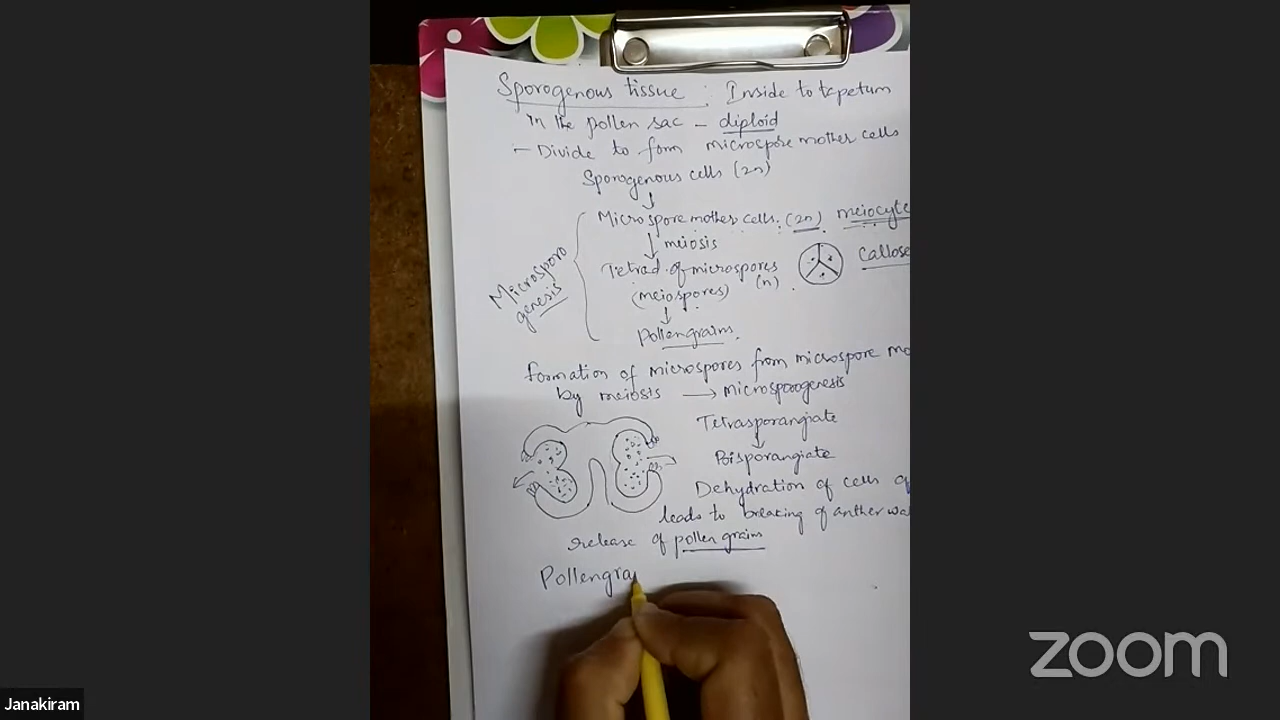 Sporogenous tissue : Inside to tapetum
in the pollen sac - diploid
- Divide to form microspore mother cells
Sporogenous cells (2n)
↓
Microspore mother cells. (2n). meiocyte
↓ meiosis
Tetrad of microspores (n). callose
(meiospores)
↓
Pollengrains.
Microsporo
genesis
Formation of microspores from microspore mo
by meiosis → microsporogenesis
Tetrasporangiate
↓
Bisporangiate
Dehydration of cells
leads to breaking of anther wal
release of pollen grains
Pollengra
zoom
Janakiram